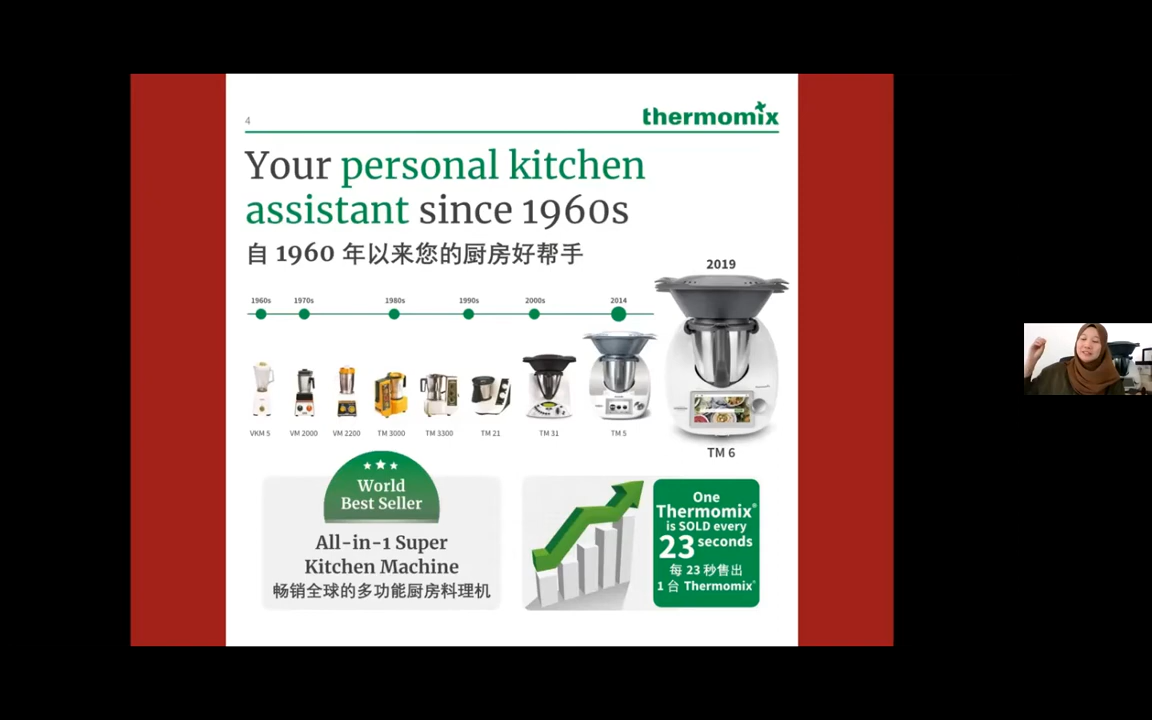 4
thermomix
Your personal kitchen
assistant since 1960s
自 1960 年以来您的厨房好帮手
2019
1960s 1970s 1980s 1990s 2000s 2014
VKM 5 VM 2000 VM 2200 TM 3000 TM 3300 TM 21 TM 31 TM 5
TM 6
World
Best Seller
All-in-1 Super
Kitchen Machine
畅销全球的多功能厨房料理机
One
Thermomix®
is SOLD every
23 seconds
每 23 秒售出
1 台 Thermomix®